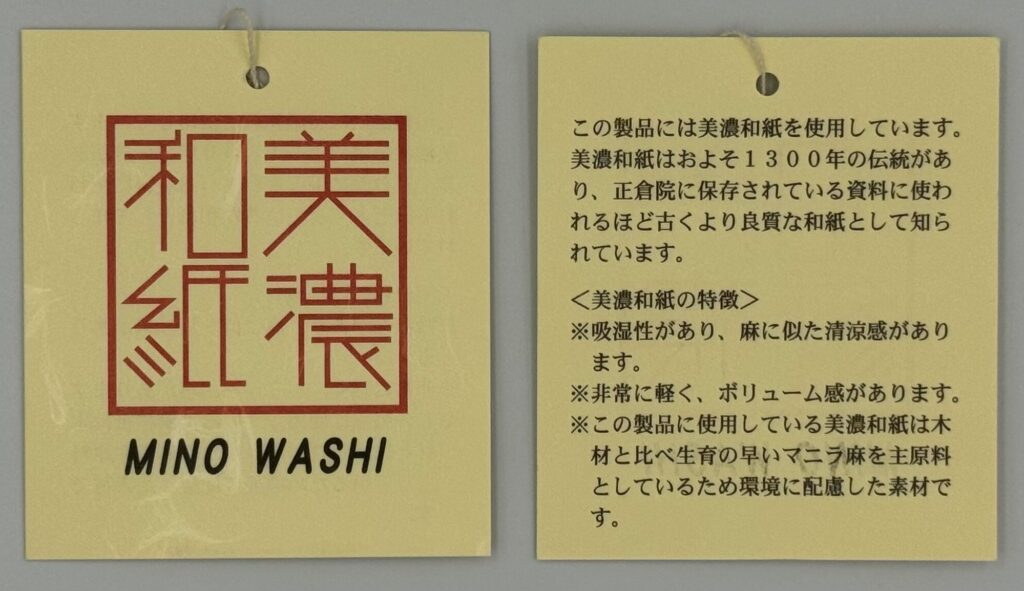 美濃
和紙
MINO WASHI
この製品には美濃和紙を使用しています。
美濃和紙はおよそ１３００年の伝統があ
り、正倉院に保存されている資料に使わ
れるほど古くより良質な和紙として知ら
れています。
＜美濃和紙の特徴＞
※吸湿性があり、麻に似た清涼感があり
ます。
※非常に軽く、ボリューム感があります。
※この製品に使用している美濃和紙は木
材と比べ生育の早いマニラ麻を主原料
としているため環境に配慮した素材で
す。